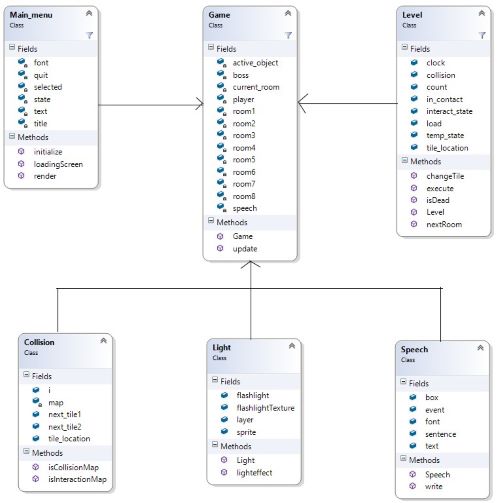 Main_menu
Class
Fields
font
quit
selected
state
text
title
Methods
initialize
loadingScreen
render
Game
Class
Fields
active_object
boss
current_room
player
room1
room2
room3
room4
room5
room6
room7
room8
speech
Methods
Game
update
Level
Class
Fields
clock
collision
count
in_contact
interact_state
load
temp_state
tile_location
Methods
changeTile
execute
isDead
Level
nextRoom
Collision
Class
Fields
i
map
next_tile1
next_tile2
tile_location
Methods
isCollisionMap
isInteractionMap
Light
Class
Fields
flashlight
flashlightTexture
layer
sprite
Methods
Light
lighteffect
Speech
Class
Fields
box
event
font
sentence
text
Methods
Speech
write